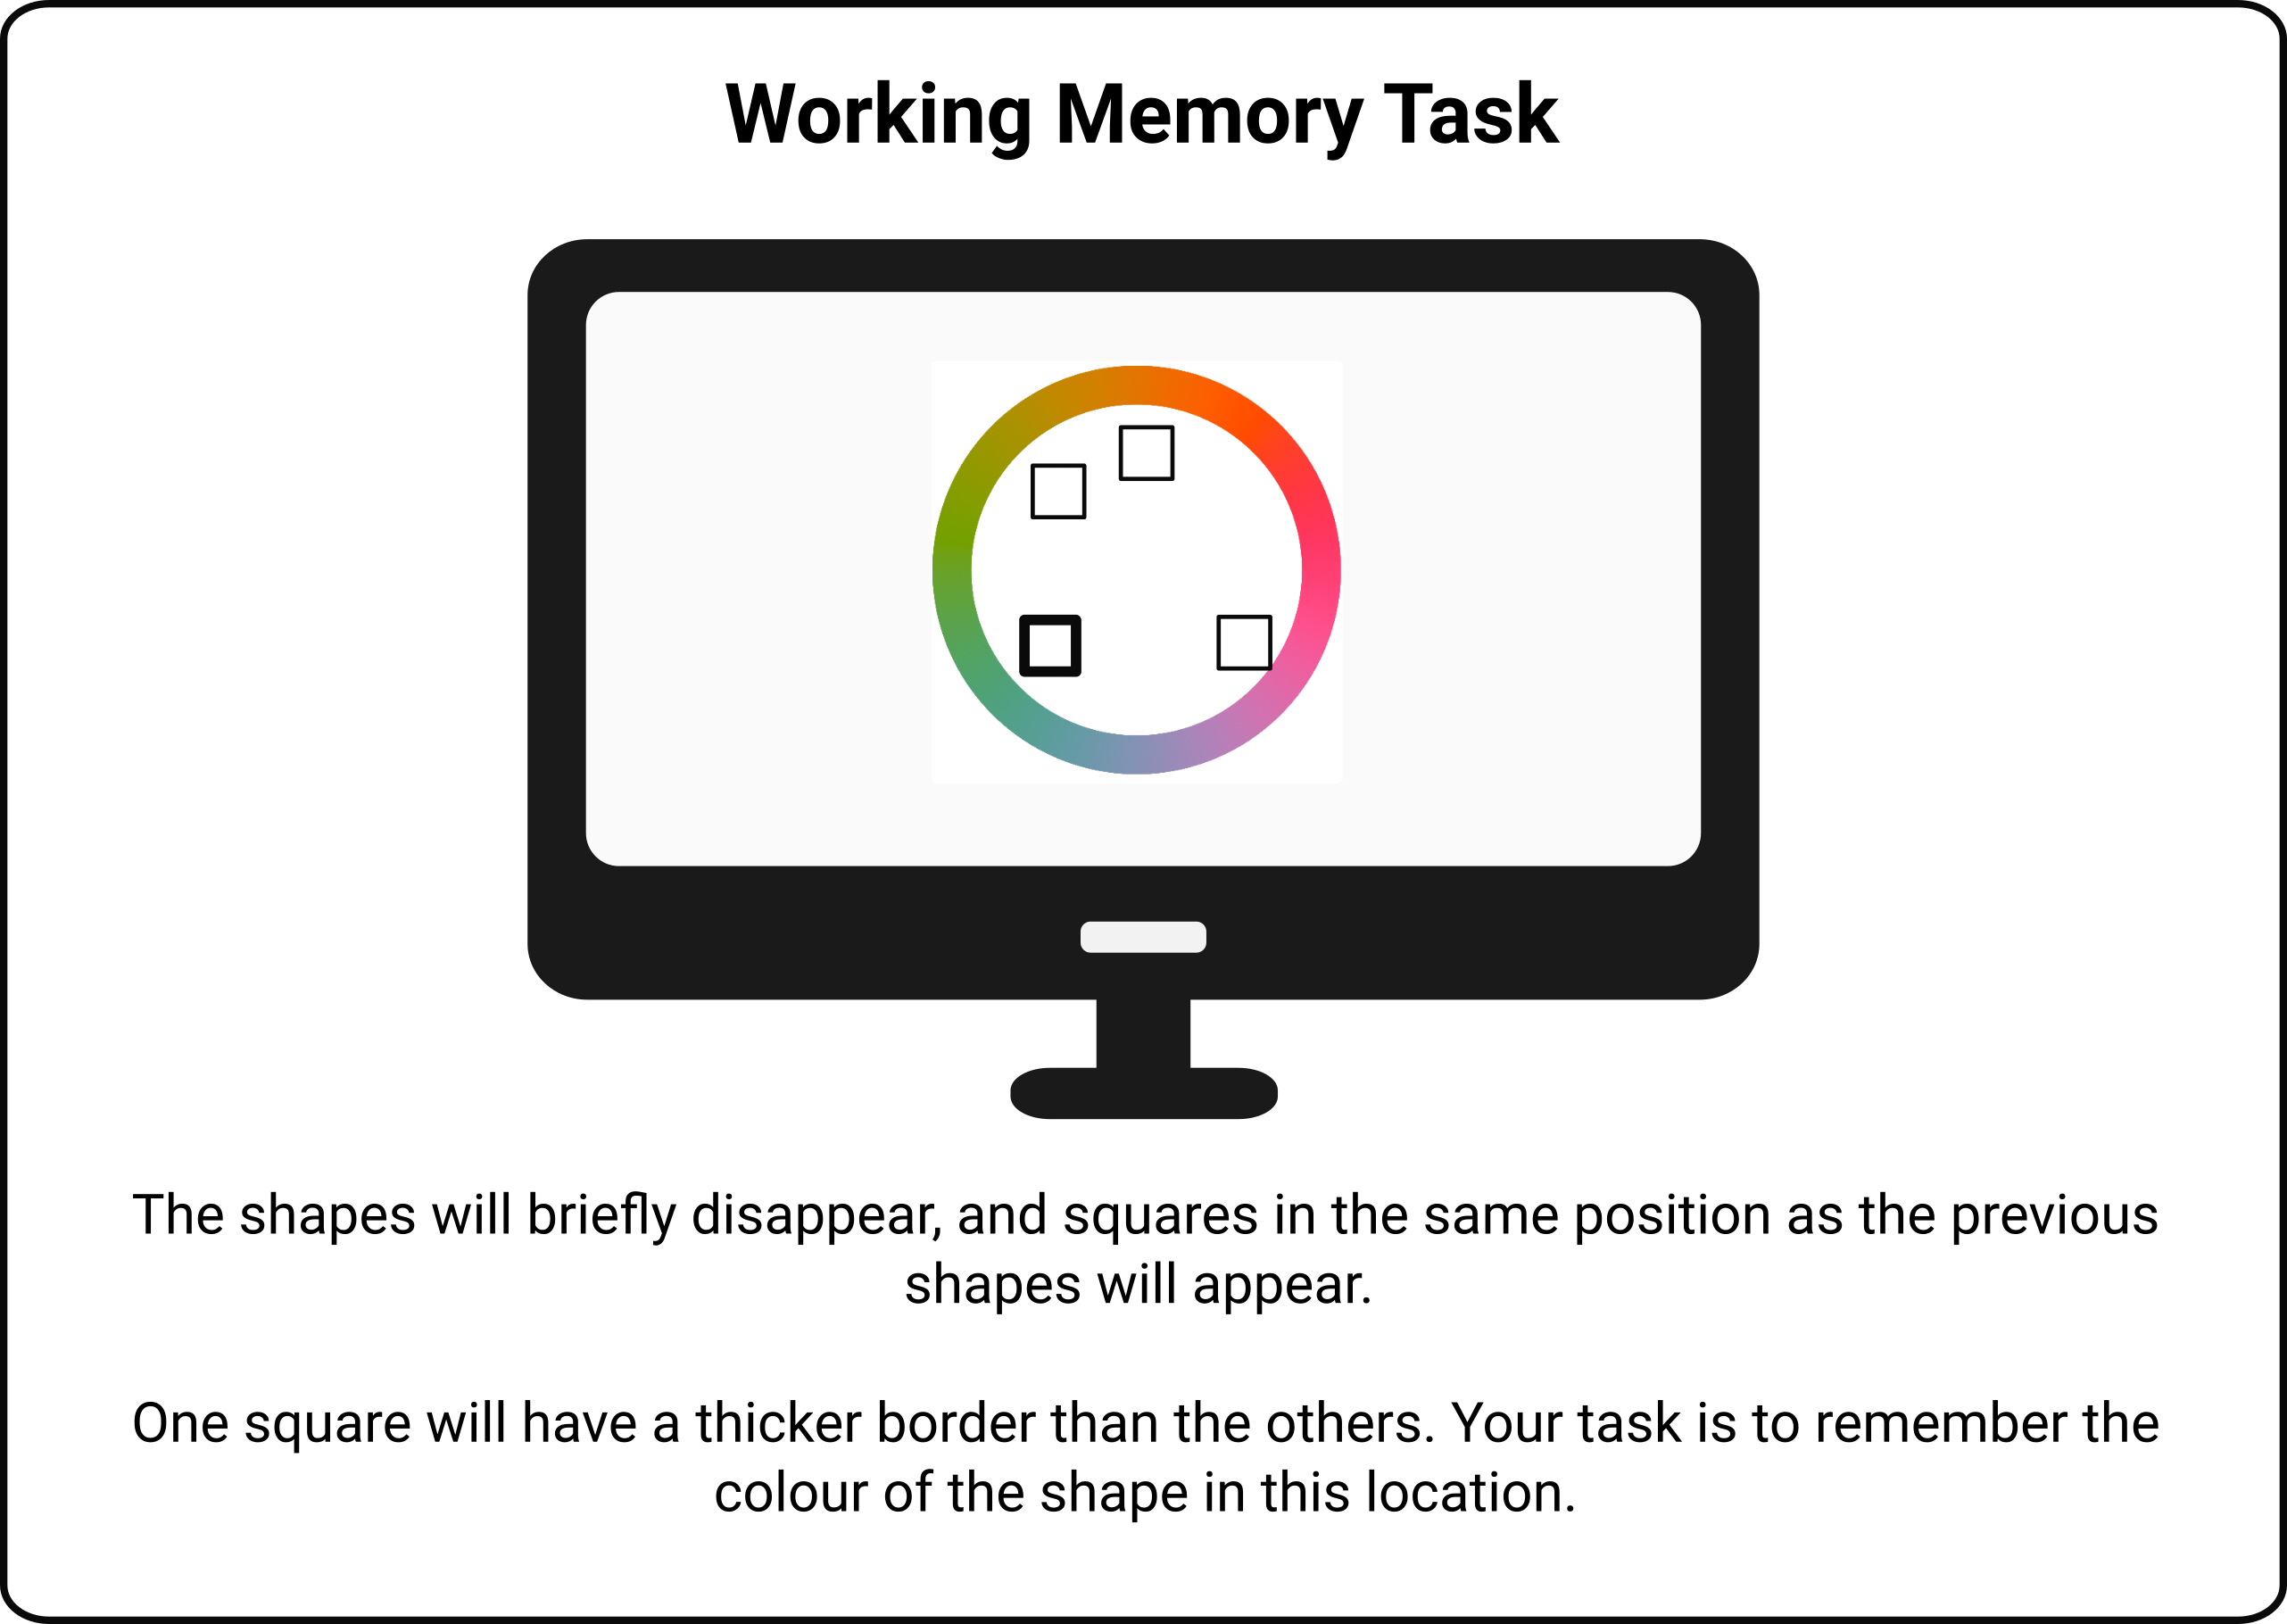 Working Memory Task
The shapes will briefly disappear, and squares in the same position as the previous
shapes will appear.
One square will have a thicker border than the others. Your task is to remember the
colour of the shape in this location.